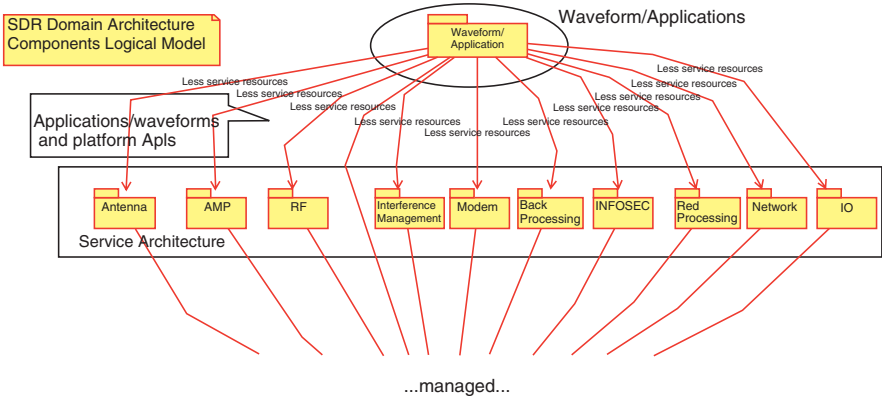 SDR Domain Architecture
Components Logical Model
Waveform/Applications
Waveform/
Application
Less service resources
Less service resources
Less service resources
Less service resources
Less service resources
Less service resources
Less service resources
Less service resources
Less service resources
Applications/waveforms
and platform Apls
Antenna
AMP
RF
Interference
Management
Modem
Back
Processing
INFOSEC
Red
Processing
Network
IO
Service Architecture
...managed...